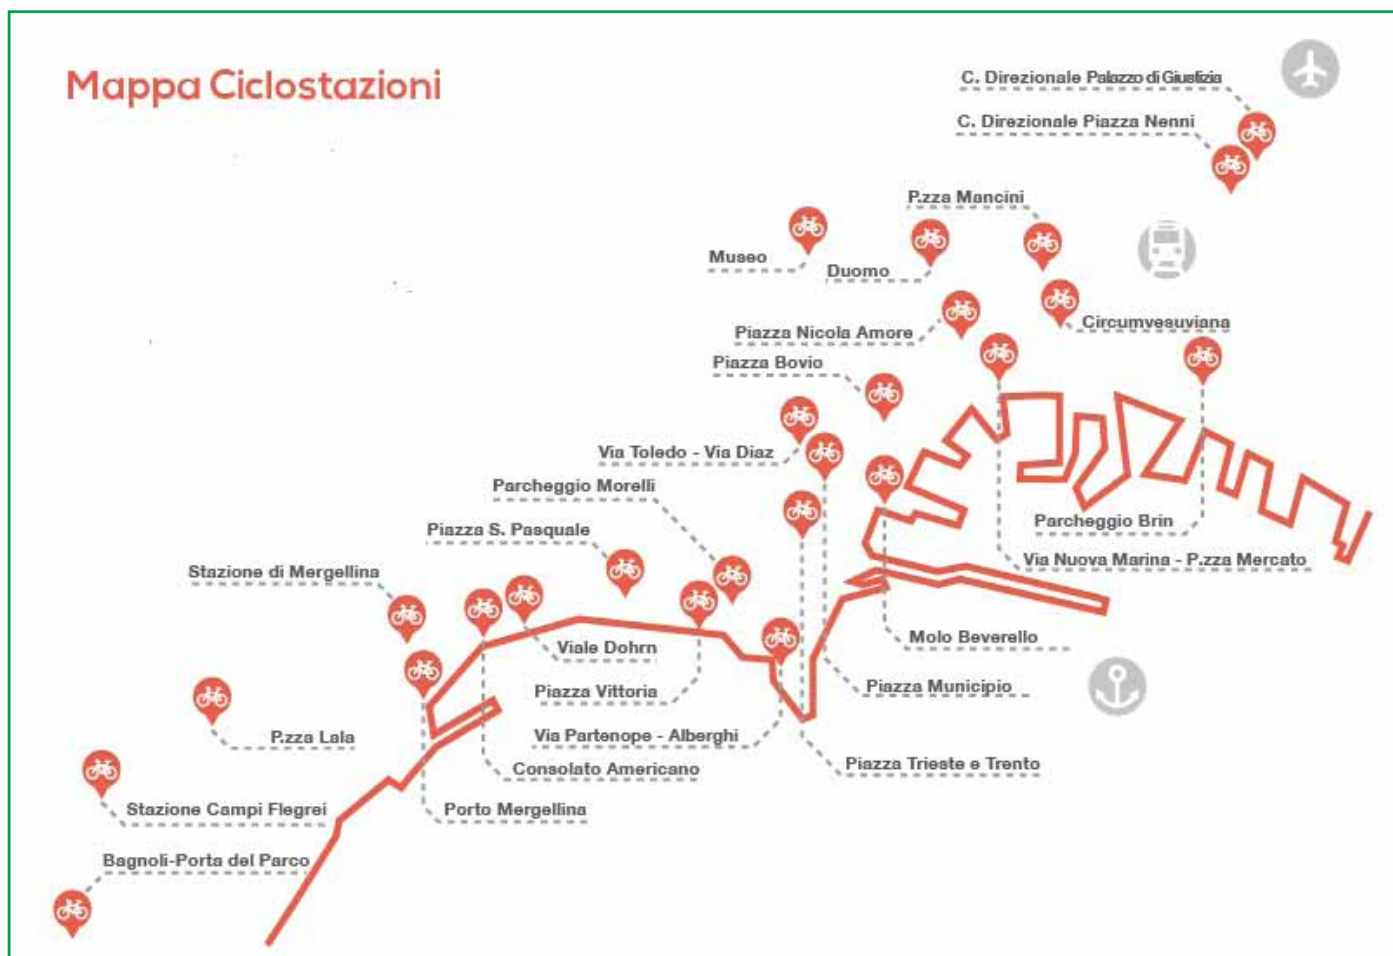 Mappa Ciclostazioni
C. Direzionale Palazzo di Giustizia
C. Direzionale Piazza Nenni
P.zza Mancini
Museo
Duomo
Circumvesuviana
Piazza Nicola Amore
Piazza Bovio
Via Toledo - Via Diaz
Parcheggio Morelli
Parcheggio Brin
Piazza S. Pasquale
Via Nuova Marina - P.zza Mercato
Stazione di Mergellina
Molo Beverello
Viale Dohrn
Piazza Vittoria
Piazza Municipio
P.zza Lala
Via Partenope - Alberghi
Piazza Trieste e Trento
Consolato Americano
Stazione Campi Flegrei
Porto Mergellina
Bagnoli-Porta del Parco